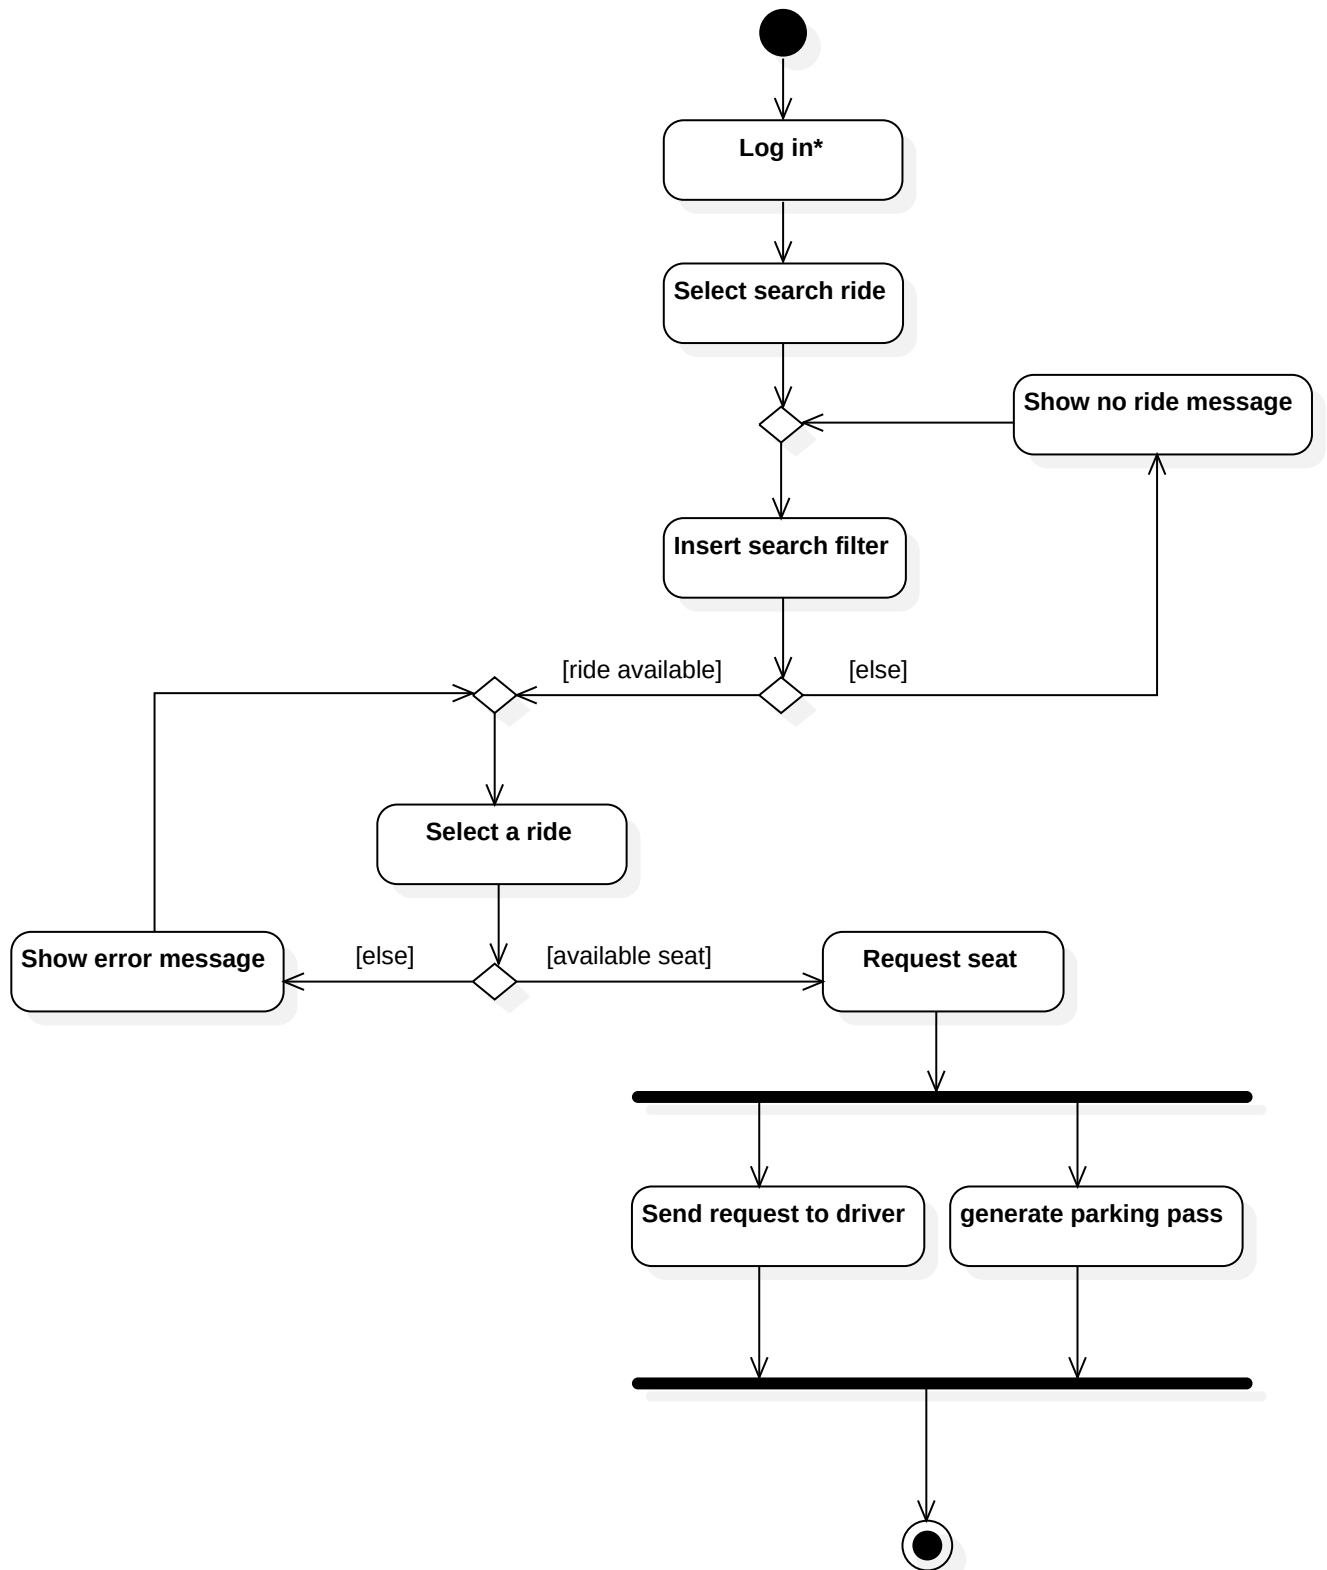 Log in*
Select search ride
Show no ride message
Insert search filter
[ride available]
[else]
Select a ride
Show error message
[else]
[available seat]
Request seat
Send request to driver
generate parking pass